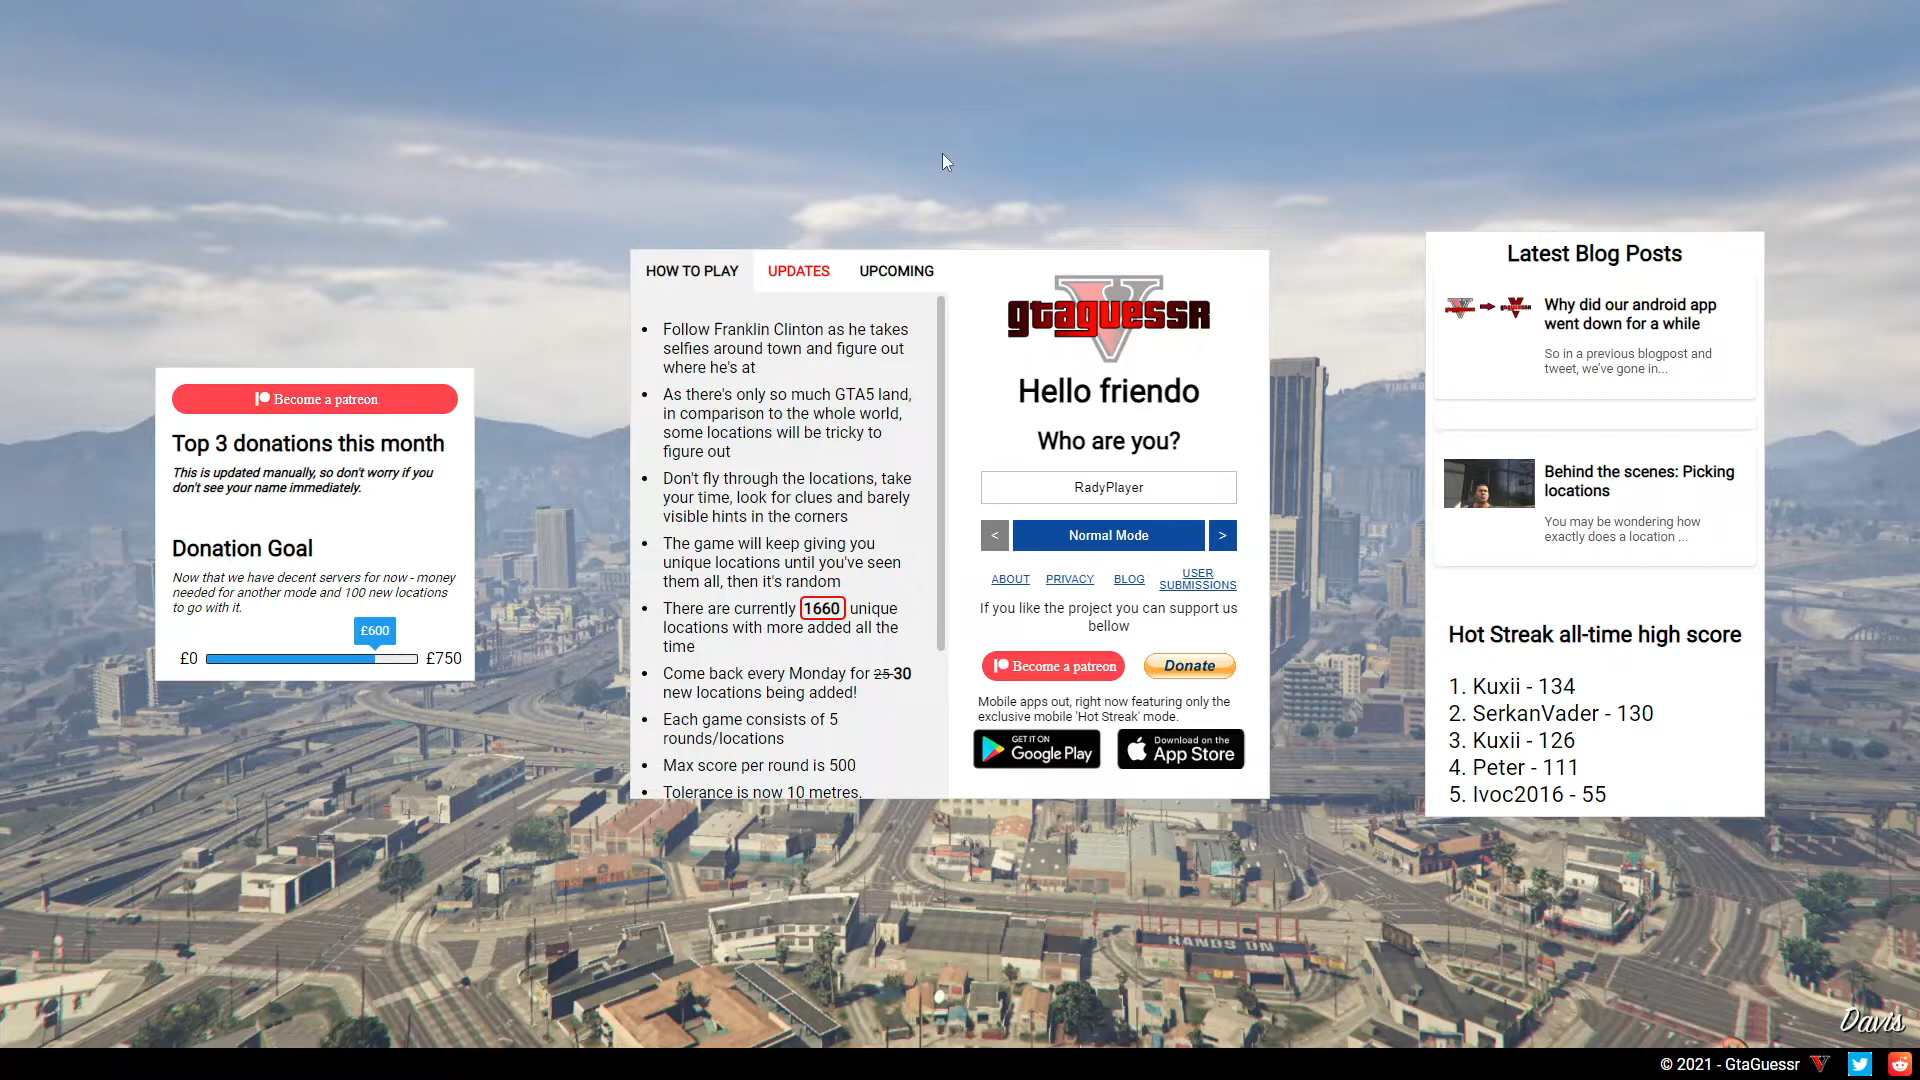 Become a patreon
Top 3 donations this month
This is updated manually, so don't worry if you
don't see your name immediately.
Donation Goal
Now that we have decent servers for now - money
needed for another mode and 100 new locations
to go with it.
£600
£0
£750
HOW TO PLAY
UPDATES
UPCOMING
Follow Franklin Clinton as he takes
selfies around town and figure out
where he's at
As there's only so much GTA5 land,
in comparison to the whole world,
some locations will be tricky to
figure out
Don't fly through the locations, take
your time, look for clues and barely
visible hints in the corners
The game will keep giving you
unique locations until you've seen
them all, then it's random
There are currently 1660 unique
locations with more added all the
time
Come back every Monday for 25 30
new locations being added!
Each game consists of 5
rounds/locations
Max score per round is 500
Tolerance is now 10 metres.
gtaguessr
V
Hello friendo
Who are you?
RadyPlayer
< Normal Mode >
ABOUT PRIVACY BLOG USER
SUBMISSIONS
If you like the project you can support us
bellow
Become a patreon
Donate
Mobile apps out, right now featuring only the
exclusive mobile 'Hot Streak' mode.
GET IT ON
Google Play
Download on the
App Store
Latest Blog Posts
Why did our android app
went down for a while
So in a previous blogpost and
tweet, we've gone in...
Behind the scenes: Picking
locations
You may be wondering how
exactly does a location ...
Hot Streak all-time high score
1. Kuxii - 134
2. SerkanVader - 130
3. Kuxii - 126
4. Peter - 111
5. Ivoc2016 - 55
HANDS ON
Davis
© 2021 - GtaGuessr